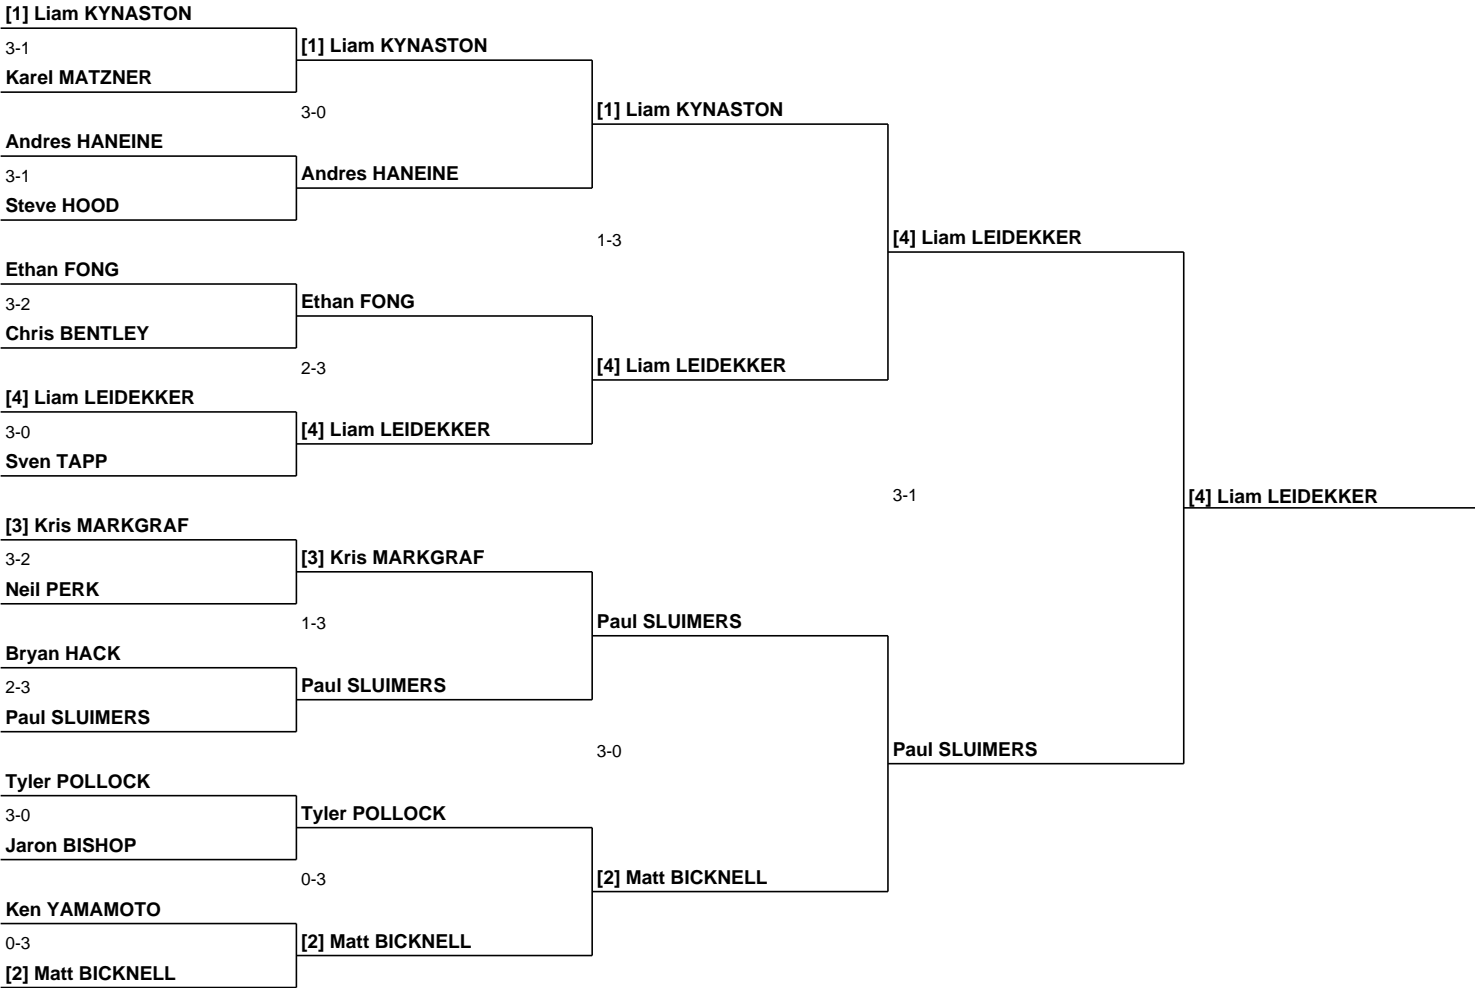 [1] Liam KYNASTON
3-1
[1] Liam KYNASTON
Karel MATZNER
3-0
[1] Liam KYNASTON
Andres HANEINE
3-1
Andres HANEINE
Steve HOOD
1-3
[4] Liam LEIDEKKER
Ethan FONG
3-2
Ethan FONG
Chris BENTLEY
2-3
[4] Liam LEIDEKKER
[4] Liam LEIDEKKER
3-0
[4] Liam LEIDEKKER
Sven TAPP
3-1
[4] Liam LEIDEKKER
[3] Kris MARKGRAF
3-2
[3] Kris MARKGRAF
Neil PERK
1-3
Paul SLUIMERS
Bryan HACK
2-3
Paul SLUIMERS
Paul SLUIMERS
3-0
Paul SLUIMERS
Tyler POLLOCK
3-0
Tyler POLLOCK
Jaron BISHOP
0-3
[2] Matt BICKNELL
Ken YAMAMOTO
0-3
[2] Matt BICKNELL
[2] Matt BICKNELL